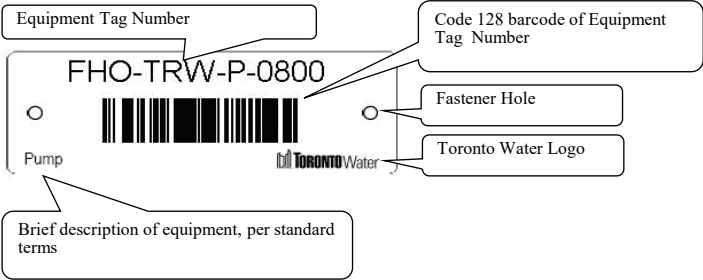 Equipment Tag Number
Code 128 barcode of Equipment
Tag Number
FHO-TRW-P-0800
Fastener Hole
Pump
TORONTO Water
Toronto Water Logo
Brief description of equipment, per standard
terms